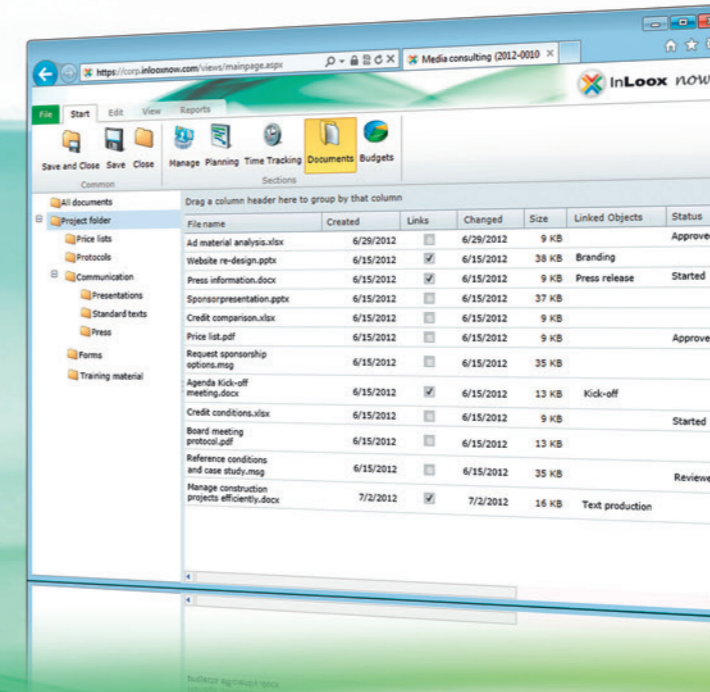 https://corp.inlooxnow.com/views/mainpage.aspx
Media consulting (2012-0010
InLoox now
File Start Edit View Reports
Save and Close Save Close Manage Planning Time Tracking Documents Budgets
Common Sections
All documents
Project folder
Price lists
Protocols
Communication
Presentations
Standard texts
Press
Forms
Training material
Drag a column header here to group by that column
File name Created Links Changed Size Linked Objects Status
Ad material analysis.xlsx 6/29/2012 6/29/2012 9 KB Approve
Website re-design.pptx 6/15/2012 6/15/2012 38 KB Branding
Press information.docx 6/15/2012 6/15/2012 9 KB Press release Started
Sponsorpresentation.pptx 6/15/2012 6/15/2012 37 KB
Credit comparison.xlsx 6/15/2012 6/15/2012 9 KB
Price list.pdf 6/15/2012 6/15/2012 9 KB Approve
Request sponsorship
options.msg 6/15/2012 6/15/2012 35 KB
Agenda Kick-off
meeting.docx 6/15/2012 6/15/2012 13 KB Kick-off
Credit conditions.xlsx 6/15/2012 6/15/2012 9 KB Started
Board meeting
protocol.pdf 6/15/2012 6/15/2012 13 KB
Reference conditions
and case study.msg 6/15/2012 6/15/2012 35 KB Reviewe
Manage construction
projects efficiently.docx 7/2/2012 7/2/2012 16 KB Text production